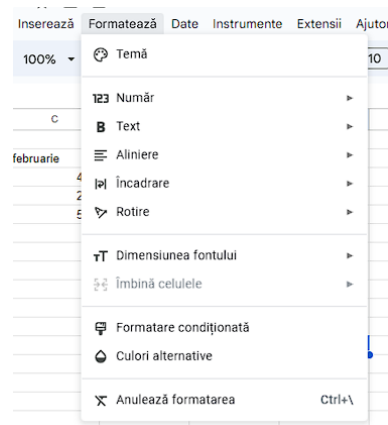 Inserează Formatează Date Instrumente Extensii Ajutor
100% 10
Temă
123 Număr
C
B Text
februarie
Aliniere
4
Încadrare
2
Rotire
5
Dimensiunea fontului
Îmbină celulele
Formatare condiționată
Culori alternative
Anulează formatarea Ctrl+\